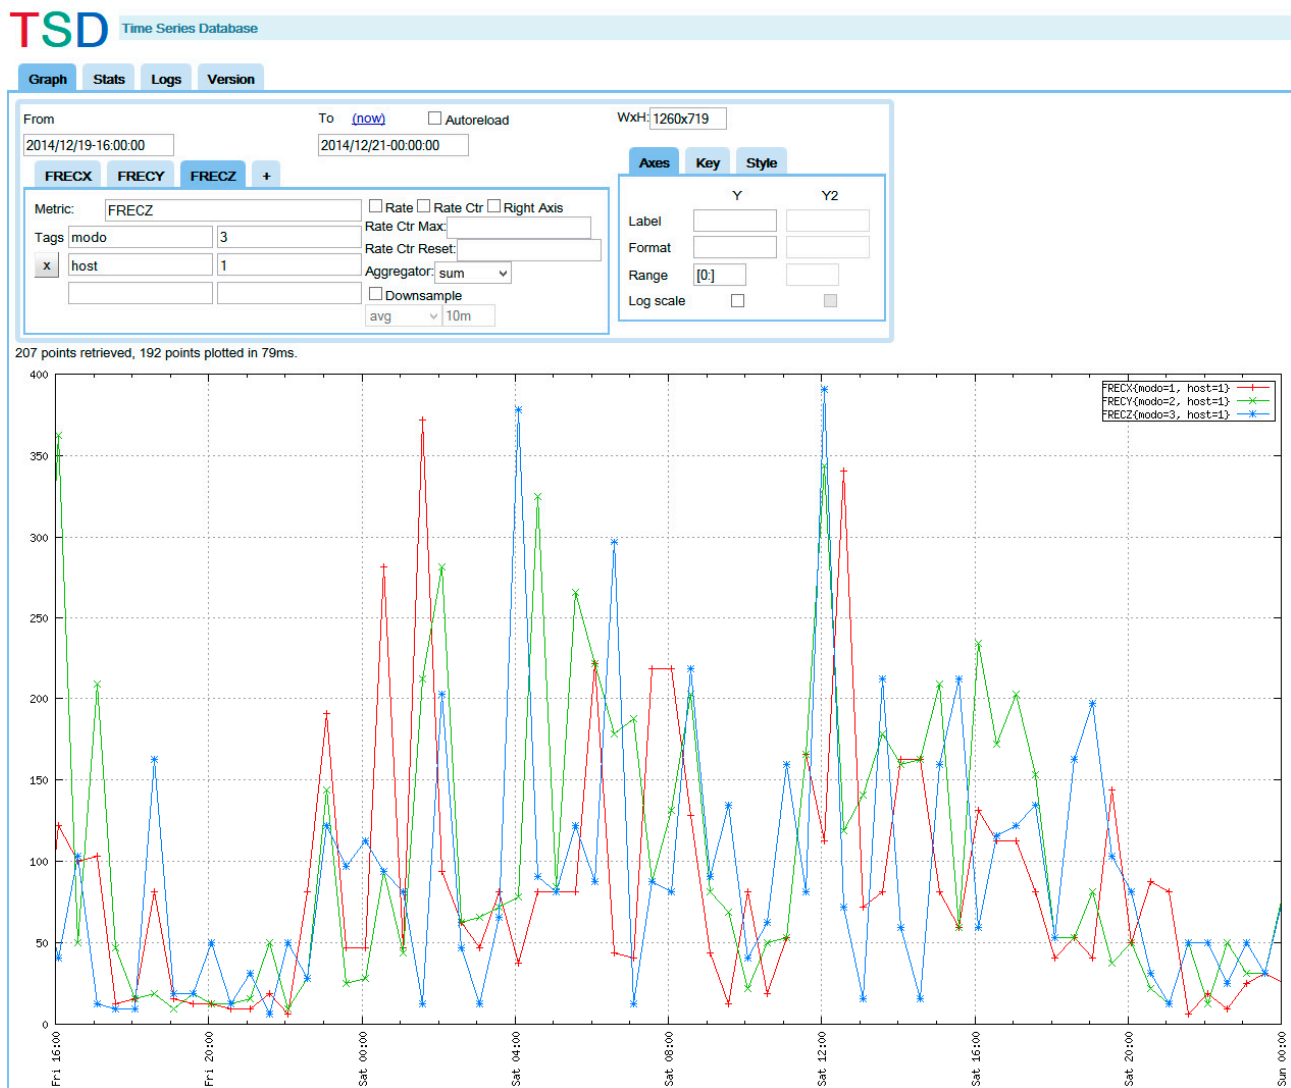 TSD Time Series Database
Graph Stats Logs Version
From To (now) Autoreload WxH: 1260x719
2014/12/19-16:00:00 2014/12/21-00:00:00
FRECX FRECY FRECZ + Axes Key Style
Y Y2
Metric: FRECZ Rate Rate Ctr Right Axis
Label
Rate Ctr Max:
Tags modo 3
Format
Rate Ctr Reset:
x host 1 Aggregator: sum
Range [0:]
Downsample
Log scale
avg 10m
207 points retrieved, 192 points plotted in 79ms.
400
FRECX{modo=1, host=1}
FRECY{modo=2, host=1}
FRECZ{modo=3, host=1}
350
300
250
200
150
100
50
0
Fri 16:00 Fri 20:00 Sat 00:00 Sat 04:00 Sat 08:00 Sat 12:00 Sat 16:00 Sat 20:00 Sun 00:00